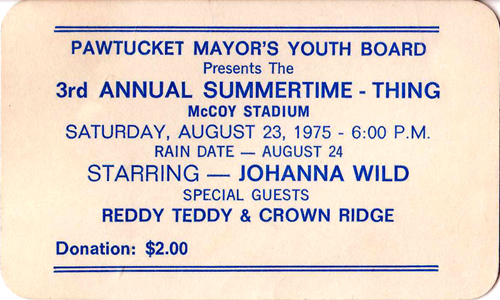 PAWTUCKET MAYOR'S YOUTH BOARD
Presents The
3rd ANNUAL SUMMERTIME - THING
McCOY STADIUM
SATURDAY, AUGUST 23, 1975 - 6:00 P.M.
RAIN DATE — AUGUST 24
STARRING — JOHANNA WILD
SPECIAL GUESTS
REDDY TEDDY & CROWN RIDGE
Donation: $2.00